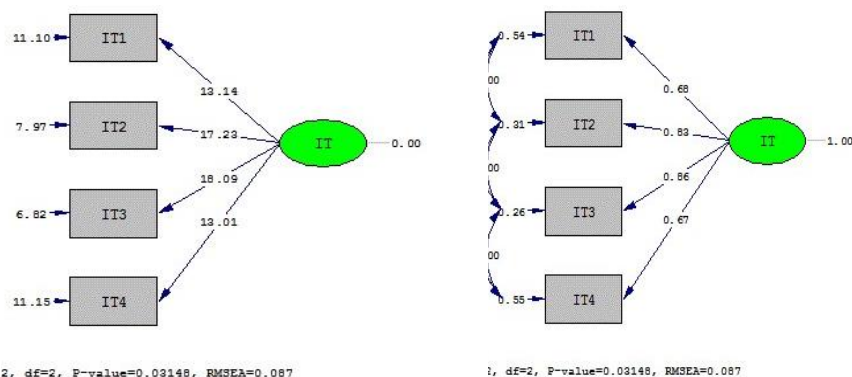 11.10 IT1
13.14
7.97 IT2
17.23
IT 0.00
18.09
6.82 IT3
13.01
11.15 IT4
2, df=2, P-value=0.03148, RMSEA=0.087
0.54 IT1
00
0.68
0.31 IT2
0.83
IT 1.00
00
0.86
0.26 IT3
0.67
00
0.55 IT4
2, df=2, P-value=0.03148, RMSEA=0.087